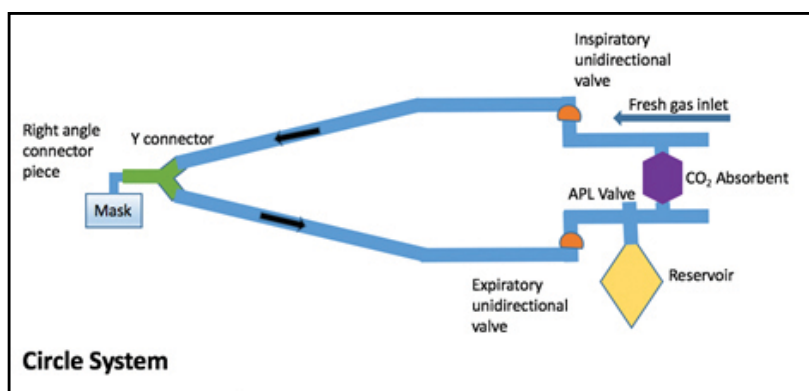 Inspiratory
unidirectional
valve
Fresh gas inlet
Right angle
connector
piece
Y connector
CO₂ Absorbent
APL Valve
Mask
Reservoir
Expiratory
unidirectional
valve
Circle System